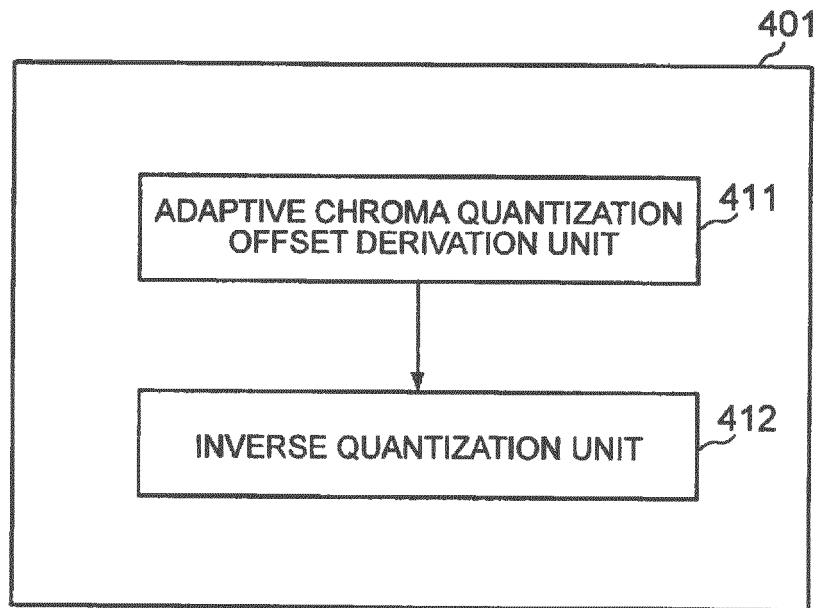 401
ADAPTIVE CHROMA QUANTIZATION
OFFSET DERIVATION UNIT
411
INVERSE QUANTIZATION UNIT
412